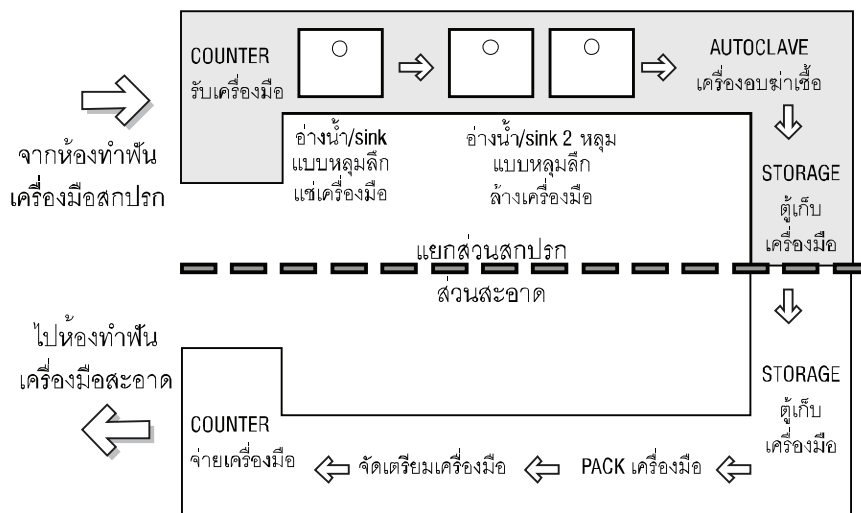 COUNTER
รับเครื่องมือ
AUTOCLAVE
เครื่องอบฆ่าเชื้อ
จากห้องทำฟัน
เครื่องมือสกปรก
อ่างน้ำ/sink
แบบหลุมลึก
แช่เครื่องมือ
อ่างน้ำ/sink 2 หลุม
แบบหลุมลึก
ล้างเครื่องมือ
STORAGE
ตู้เก็บ
เครื่องมือ
แยกส่วนสกปรก
ส่วนสะอาด
ไปห้องทำฟัน
เครื่องมือสะอาด
STORAGE
ตู้เก็บ
เครื่องมือ
COUNTER
จ่ายเครื่องมือ
จัดเตรียมเครื่องมือ
PACK เครื่องมือ